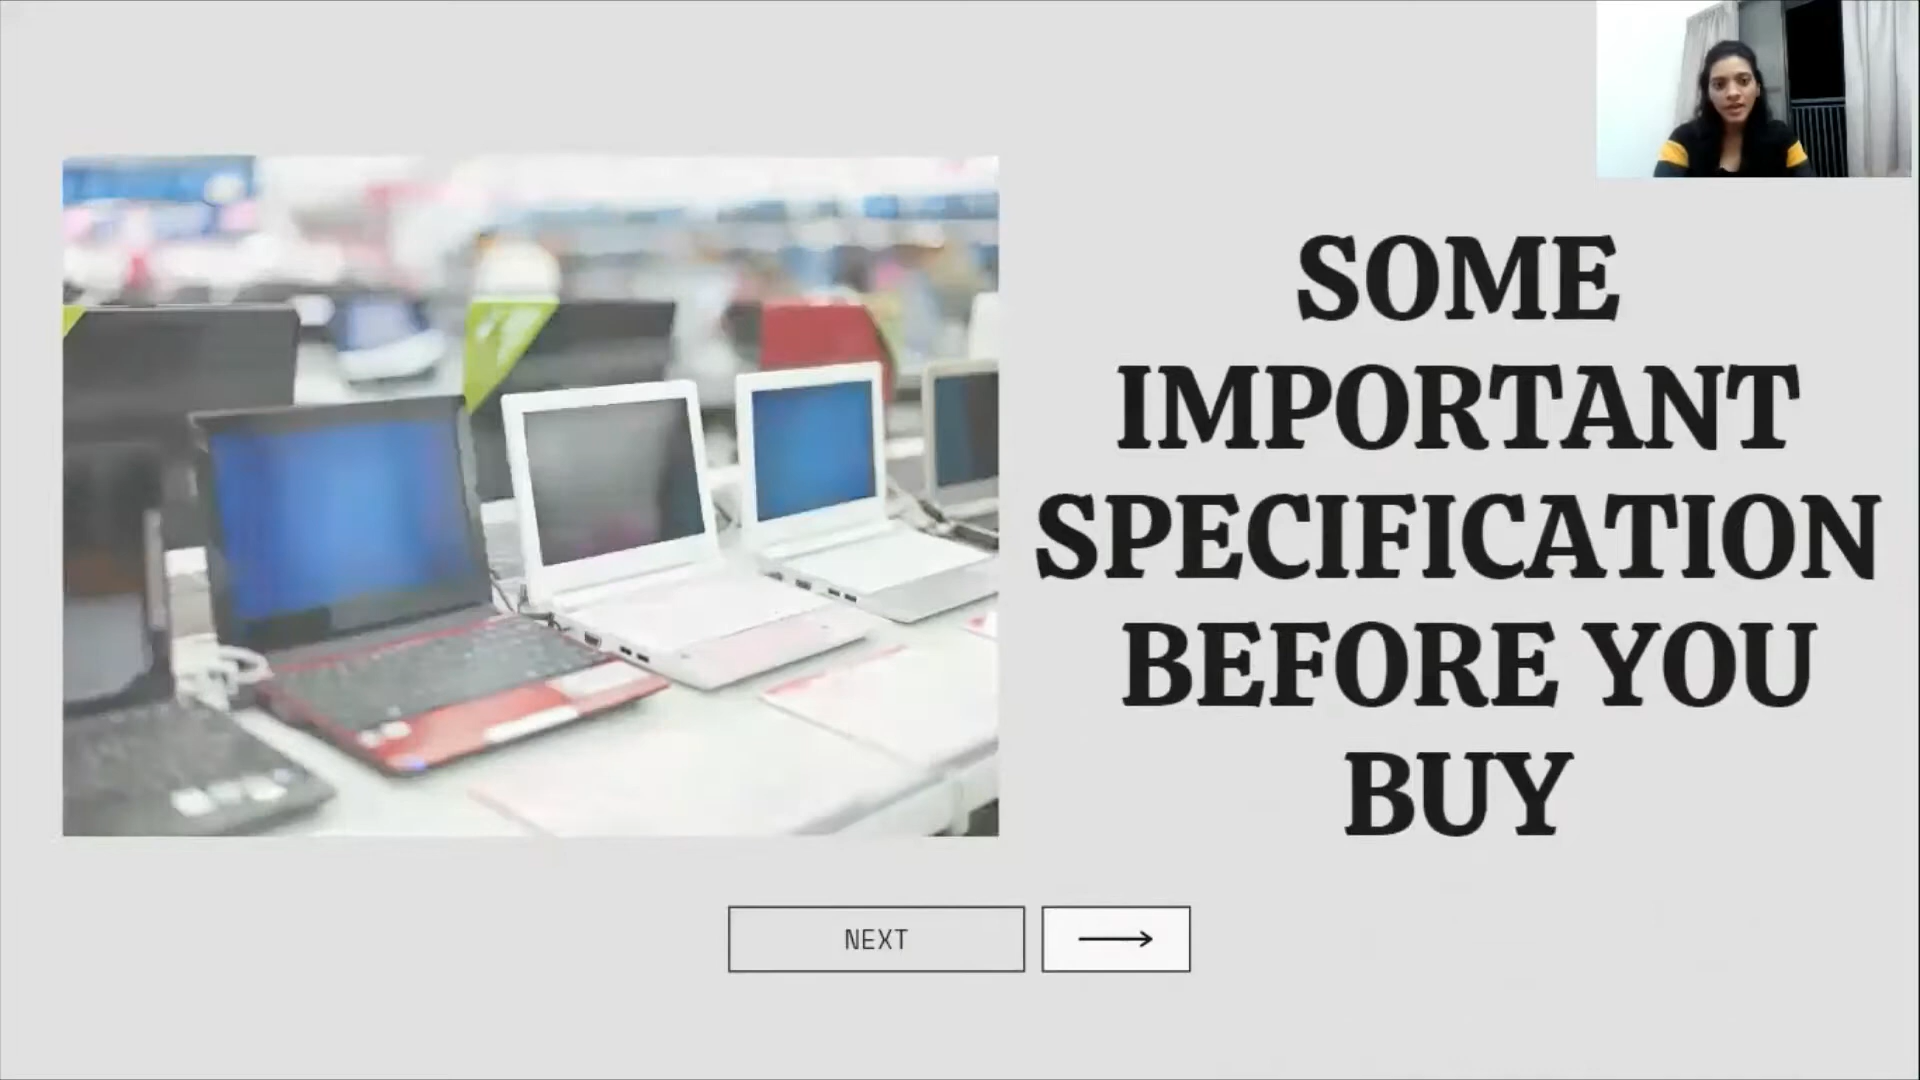 SOME
IMPORTANT
SPECIFICATION
BEFORE YOU
BUY
NEXT